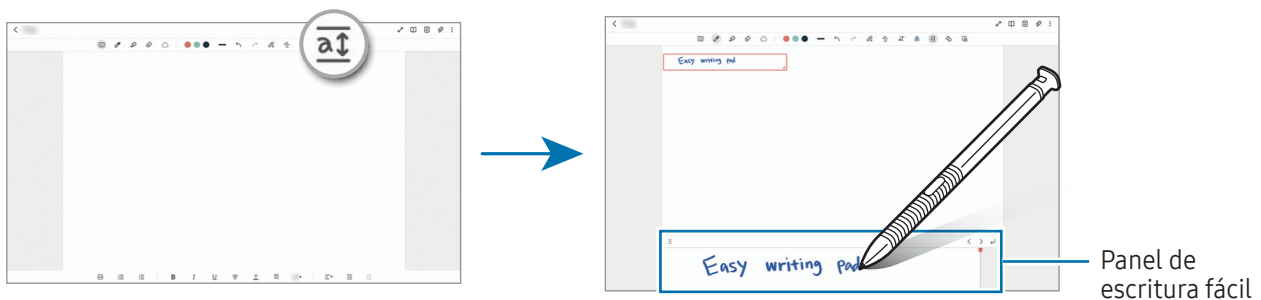 a
Easy writing pad
Easy writing pad
B I U T
Panel de
escritura fácil